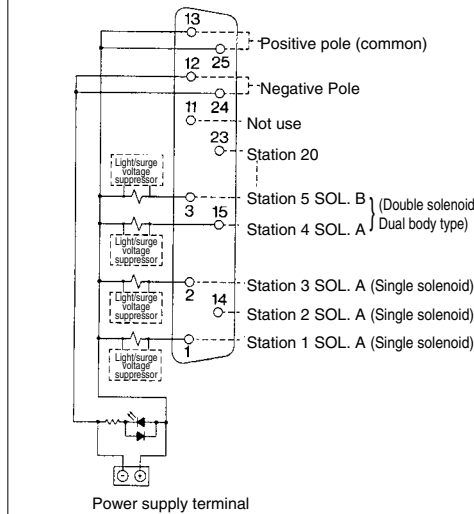 13
Positive pole (common)
12 25
Negative Pole
11 24
Not use
23
Station 20
Light/surge
voltage
suppressor
Station 5 SOL. B
3 15
(Double solenoid
Dual body type)
Station 4 SOL. A
Light/surge
voltage
suppressor
Station 3 SOL. A (Single solenoid)
2 14
Light/surge
voltage
suppressor
Station 2 SOL. A (Single solenoid)
Station 1 SOL. A (Single solenoid)
1
Light/surge
voltage
suppressor
− +
Power supply terminal